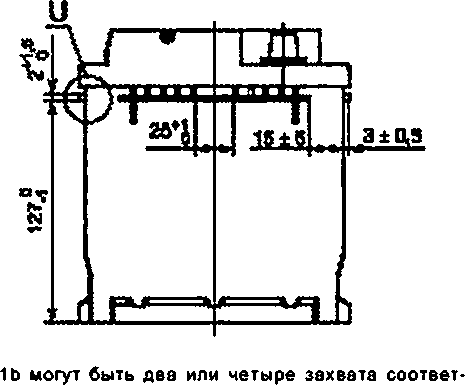 U
2+1,5 0
25+1 0
15 ± 5
3 ± 0,5
127 0 -1
1b могут быть два или четыре захвата соответ-